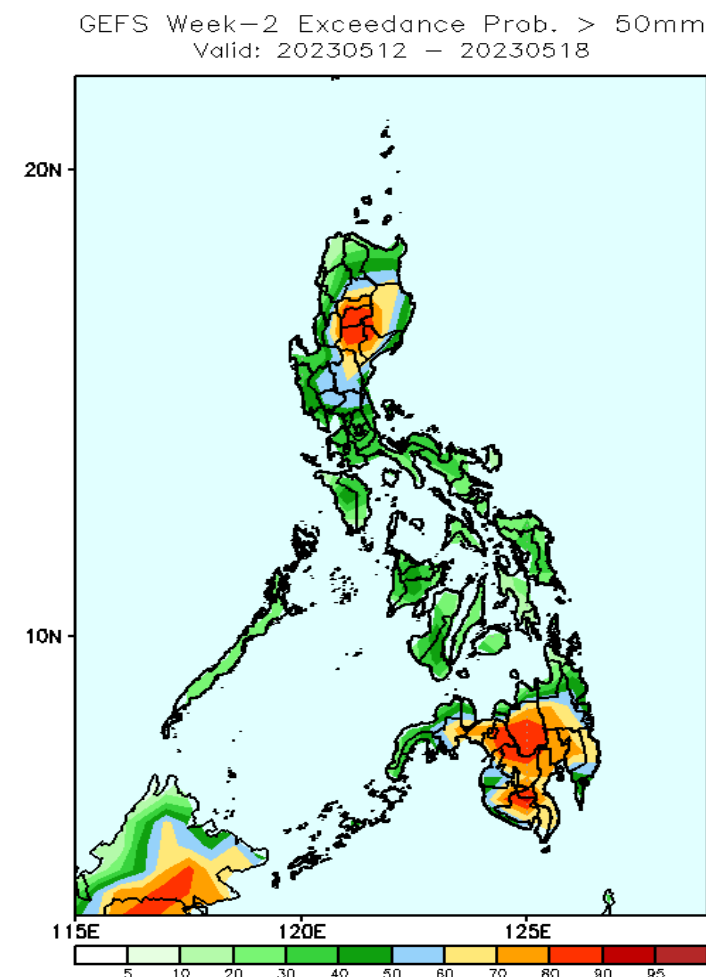 GEFS Week-2 Exceedance Prob. > 50mm
Valid: 20230512 - 20230518
20N
10N
115E 120E 125E
5 10 20 30 40 50 60 70 80 90 95